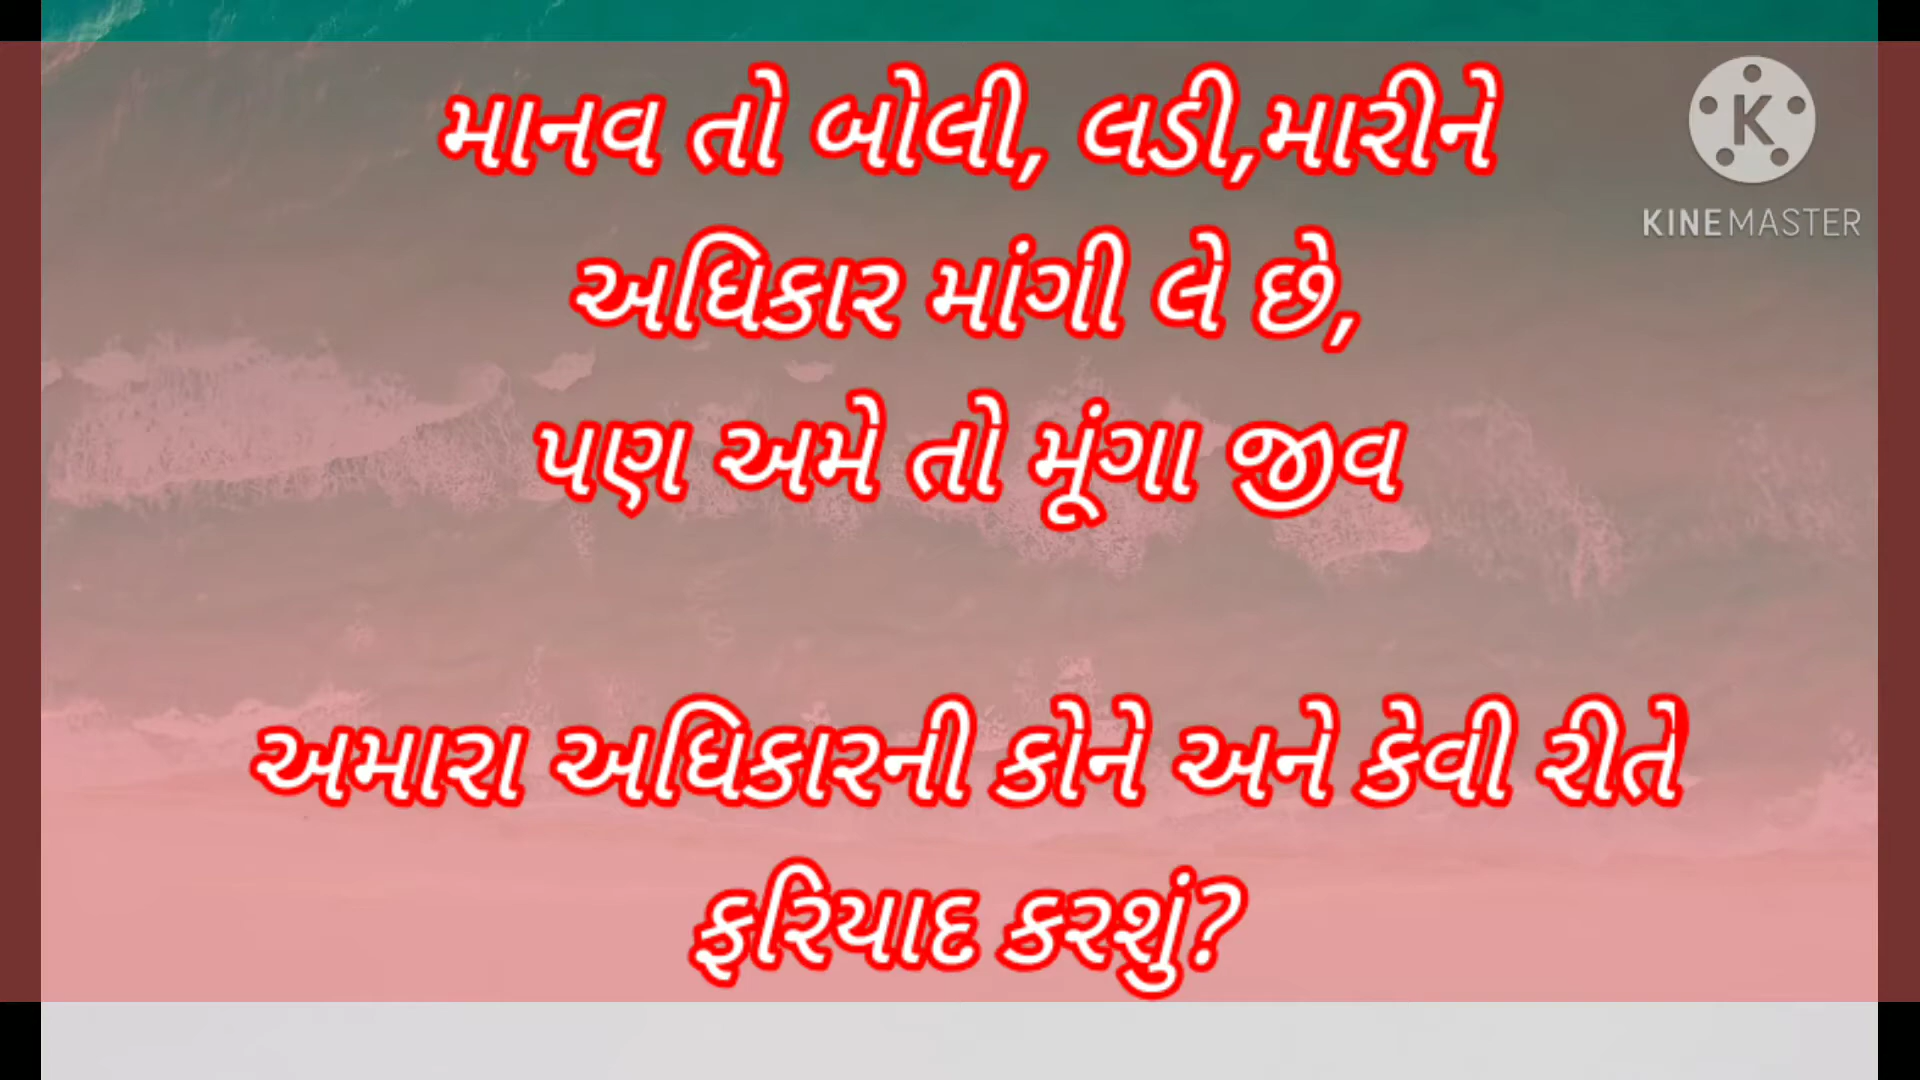 માનવ તો બોલી, લડી,મારીને
KINEMASTER
અધિકાર માંગી લે છે,
પણ અમે તો મૂંગા જીવ
અમારા અધિકારની કોને અને કેવી રીતે
ફરિયાદ કરશું?